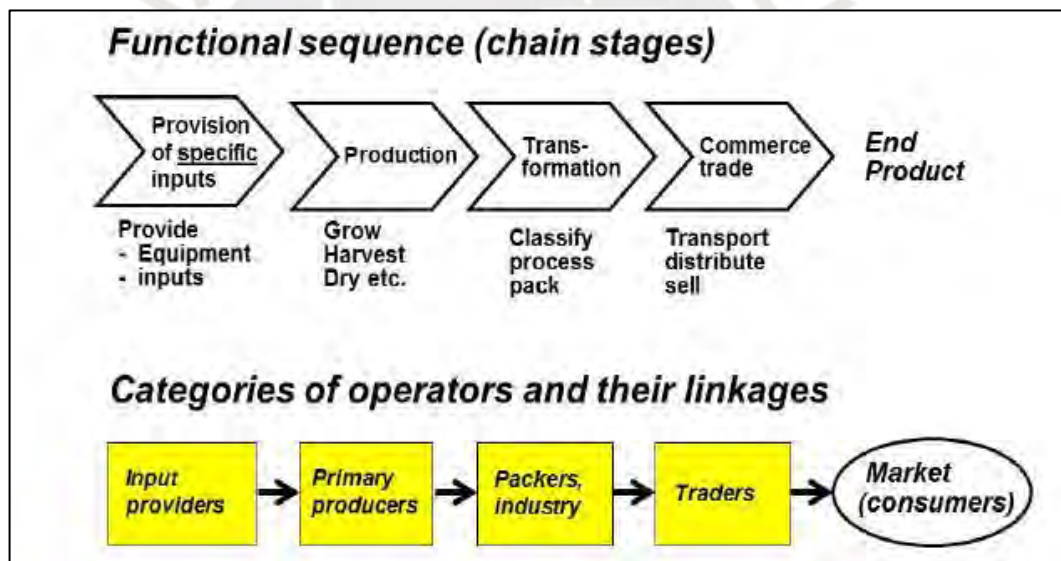 Functional sequence (chain stages)
Provision
of specific
inputs
Production
Trans-
formation
Commerce
trade
End
Product
Provide
- Equipment
- inputs
Grow
Harvest
Dry etc.
Classify
process
pack
Transport
distribute
sell
Categories of operators and their linkages
Input
providers
Primary
producers
Packers,
industry
Traders
Market
(consumers)